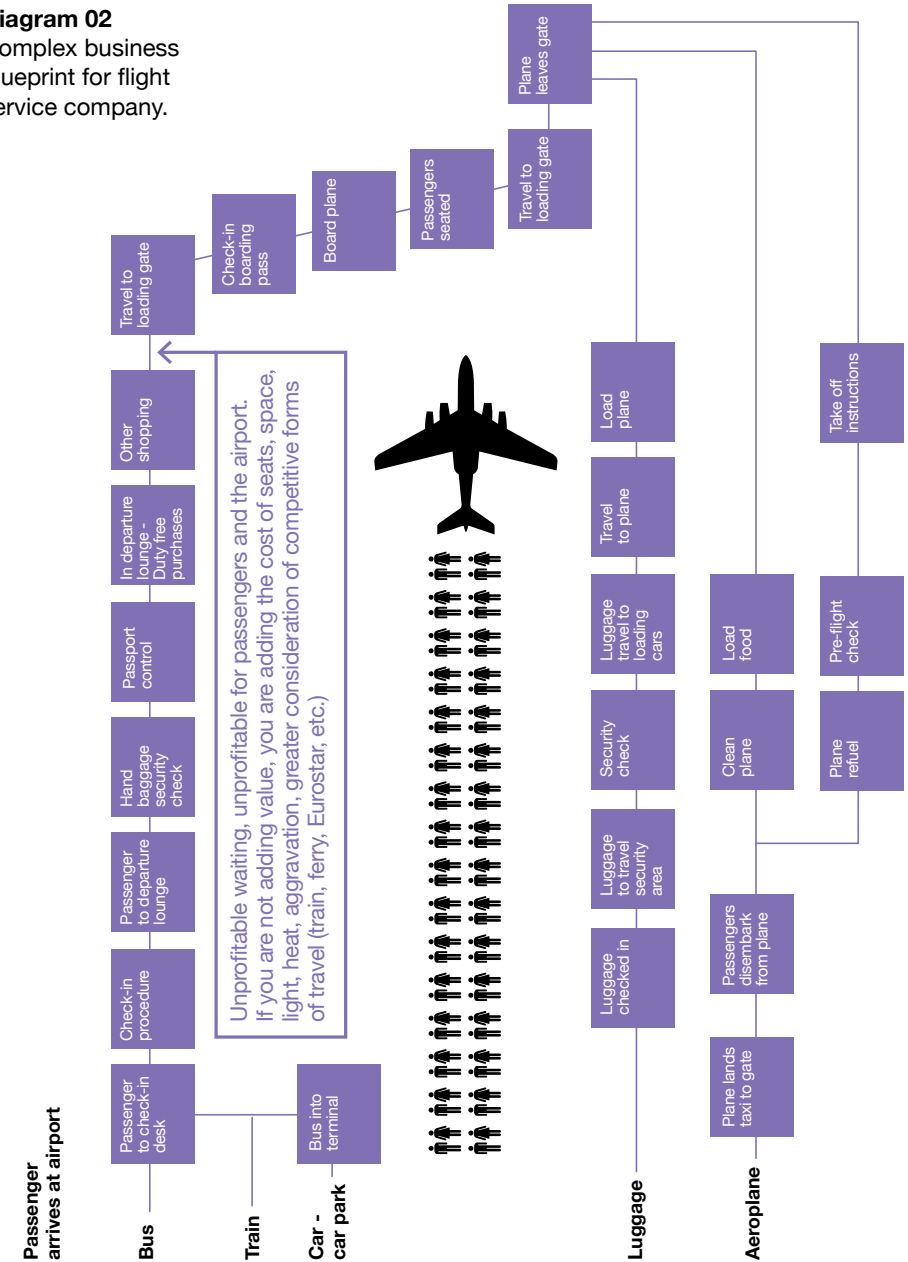 iagram 02
omplex business
ueprint for flight
ervice company.
Passenger
arrives at airport
Bus
Passenger
to check-in
desk
Check-in
procedure
Passenger
to departure
lounge
Hand
baggage
security
check
Passport
control
In departure
lounge -
Duty free
purchases
Other
shopping
Travel to
loading gate
Check-in
boarding
pass
Board plane
Passengers
seated
Travel to
loading gate
Plane
leaves gate
Train
Car -
car park
Bus into
terminal
Unprofitable waiting, unprofitable for passengers and the airport.
If you are not adding value, you are adding the cost of seats, space,
light, heat, aggravation, greater consideration of competitive forms
of travel (train, ferry, Eurostar, etc.)
Luggage
Luggage
checked in
Luggage
to travel
security
area
Security
check
Luggage
travel to
loading
cars
Travel
to plane
Load
plane
Aeroplane
Plane lands
taxi to gate
Passengers
disembark
from plane
Clean
plane
Load
food
Plane
refuel
Pre-flight
check
Take off
instructions